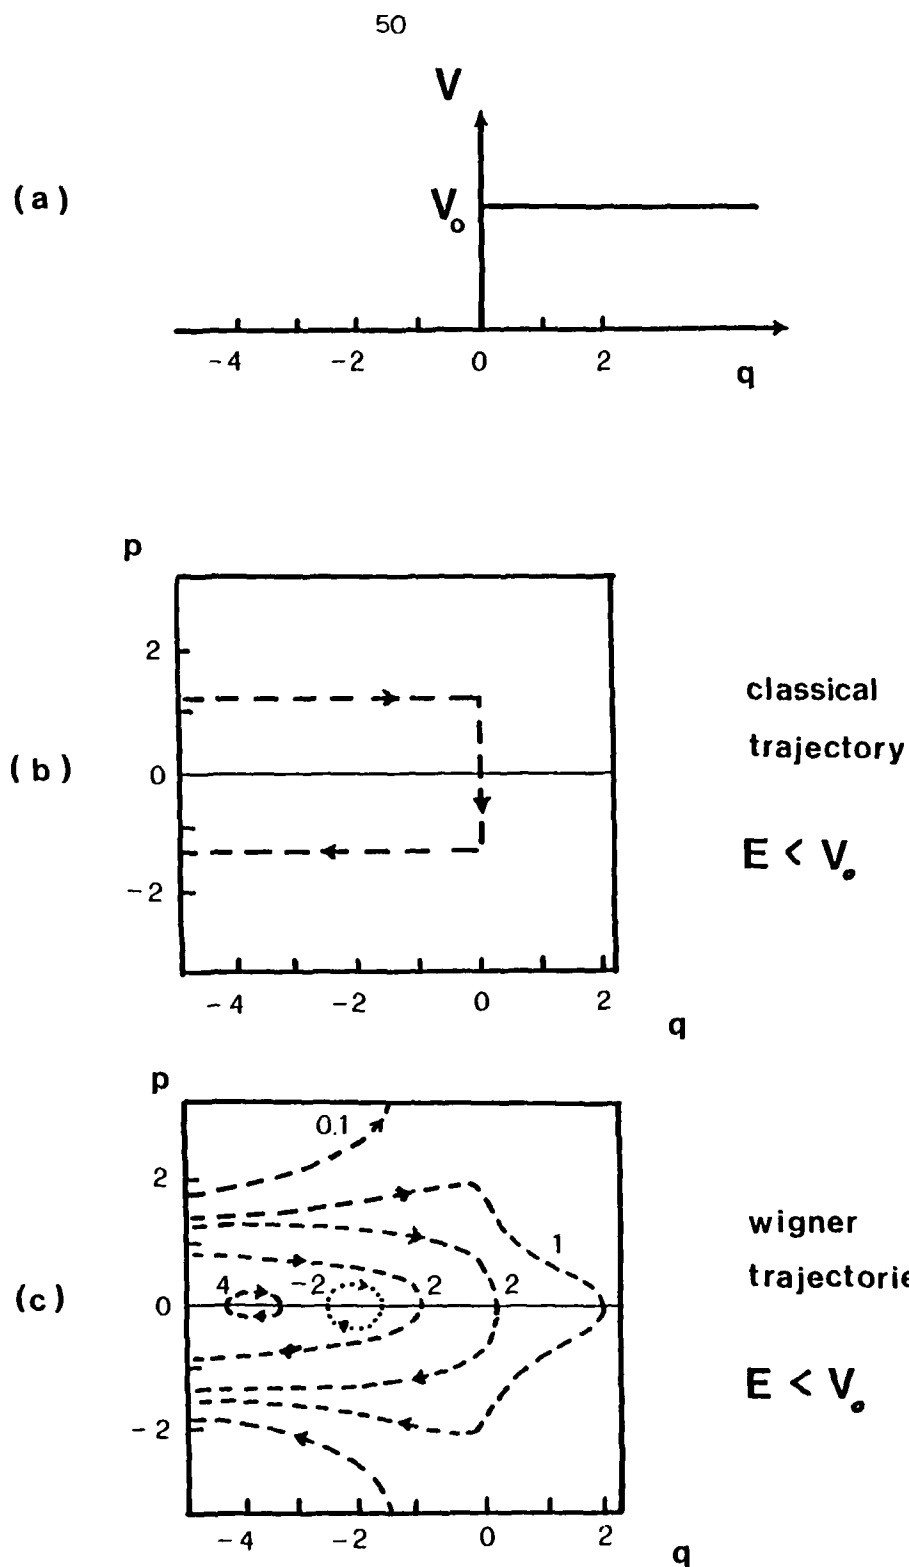 50
V
(a)
V₀
-4 -2 0 2
q
p
2
classical
trajectory
(b)
0
E < V₀
-2
-4 -2 0 2
q
p
0.1
2
wigner
1
trajectorie
(c)
0
4 -2 2 2
E < V₀
-2
-4 -2 0 2
q